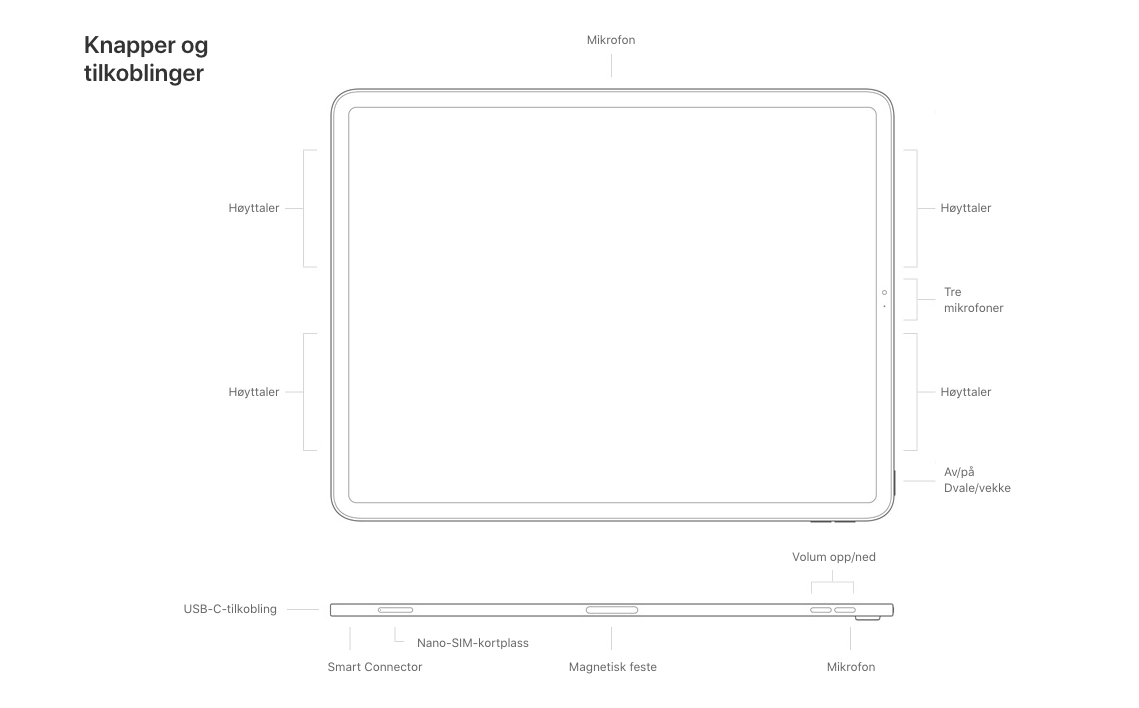 Knapper og
tilkoblinger
Mikrofon
Høyttaler
Høyttaler
Tre
mikrofoner
Høyttaler
Høyttaler
Av/på
Dvale/vekke
Volum opp/ned
USB-C-tilkobling
Nano-SIM-kortplass
Smart Connector
Magnetisk feste
Mikrofon